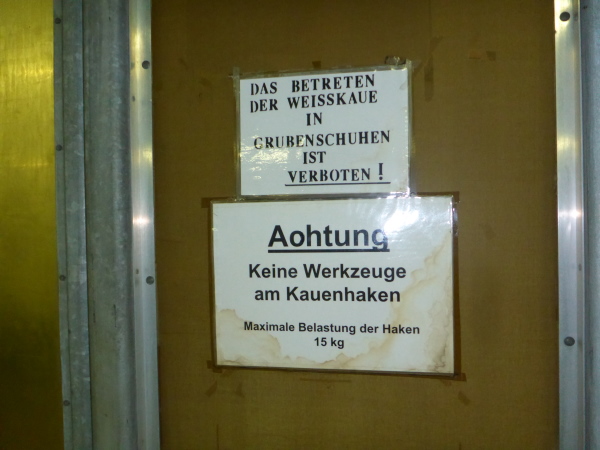 DAS BETRETEN
DER WEISSKAUE
IN
GRUBENSCHUHEN
IST
VERBOTEN !
Aohtung
Keine Werkzeuge
am Kauenhaken
Maximale Belastung der Haken
15 kg